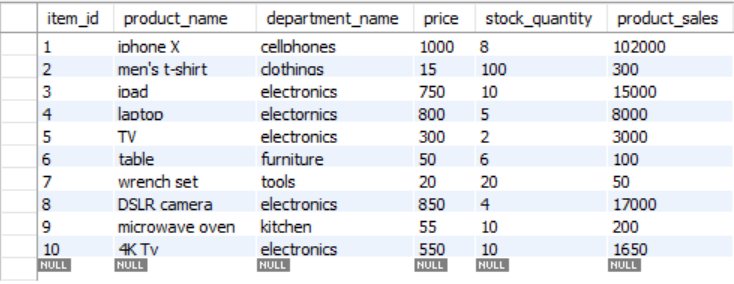 item_id product_name department_name price stock_quantity product_sales
1 iphone X cellphones 1000 8 102000
2 men's t-shirt clothings 15 100 300
3 ipad electronics 750 10 15000
4 laptop electornics 800 5 8000
5 TV electronics 300 2 3000
6 table furniture 50 6 100
7 wrench set tools 20 20 50
8 DSLR camera electronics 850 4 17000
9 microwave oven kitchen 55 10 200
10 4K Tv electronics 550 10 1650
NULL NULL NULL NULL NULL NULL